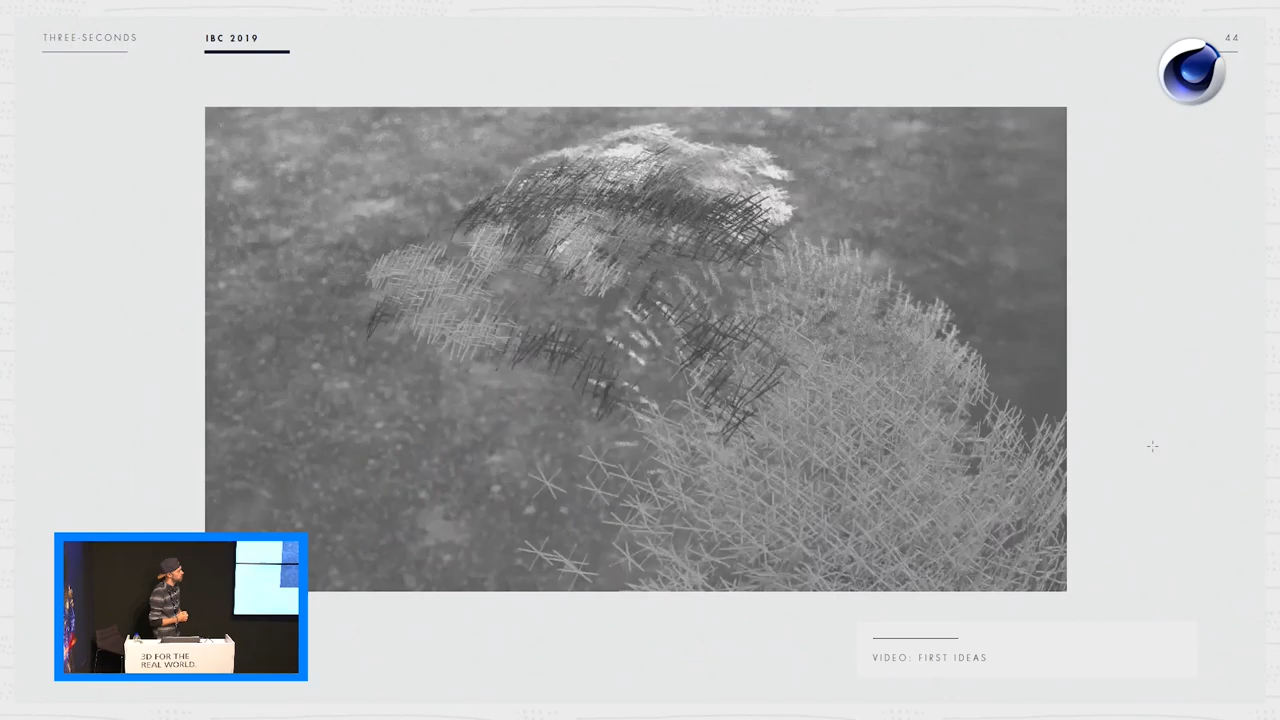 THREE-SECONDS
IBC 2019
44
VIDEO: FIRST IDEAS
3D FOR THE
REAL WORLD.